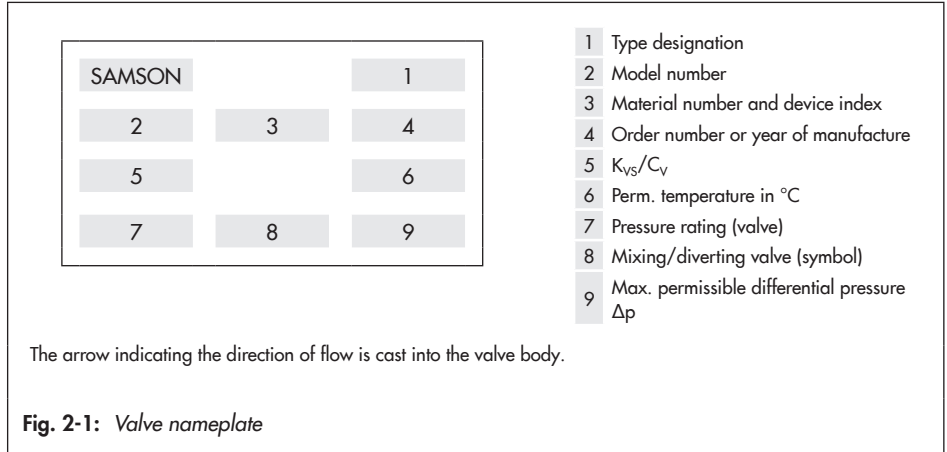 SAMSON 1
2 3 4
5 6
7 8 9
1 Type designation
2 Model number
3 Material number and device index
4 Order number or year of manufacture
5 KVS/CV
6 Perm. temperature in °C
7 Pressure rating (valve)
8 Mixing/diverting valve (symbol)
9 Max. permissible differential pressure
Δp
The arrow indicating the direction of flow is cast into the valve body.
Fig. 2-1: Valve nameplate